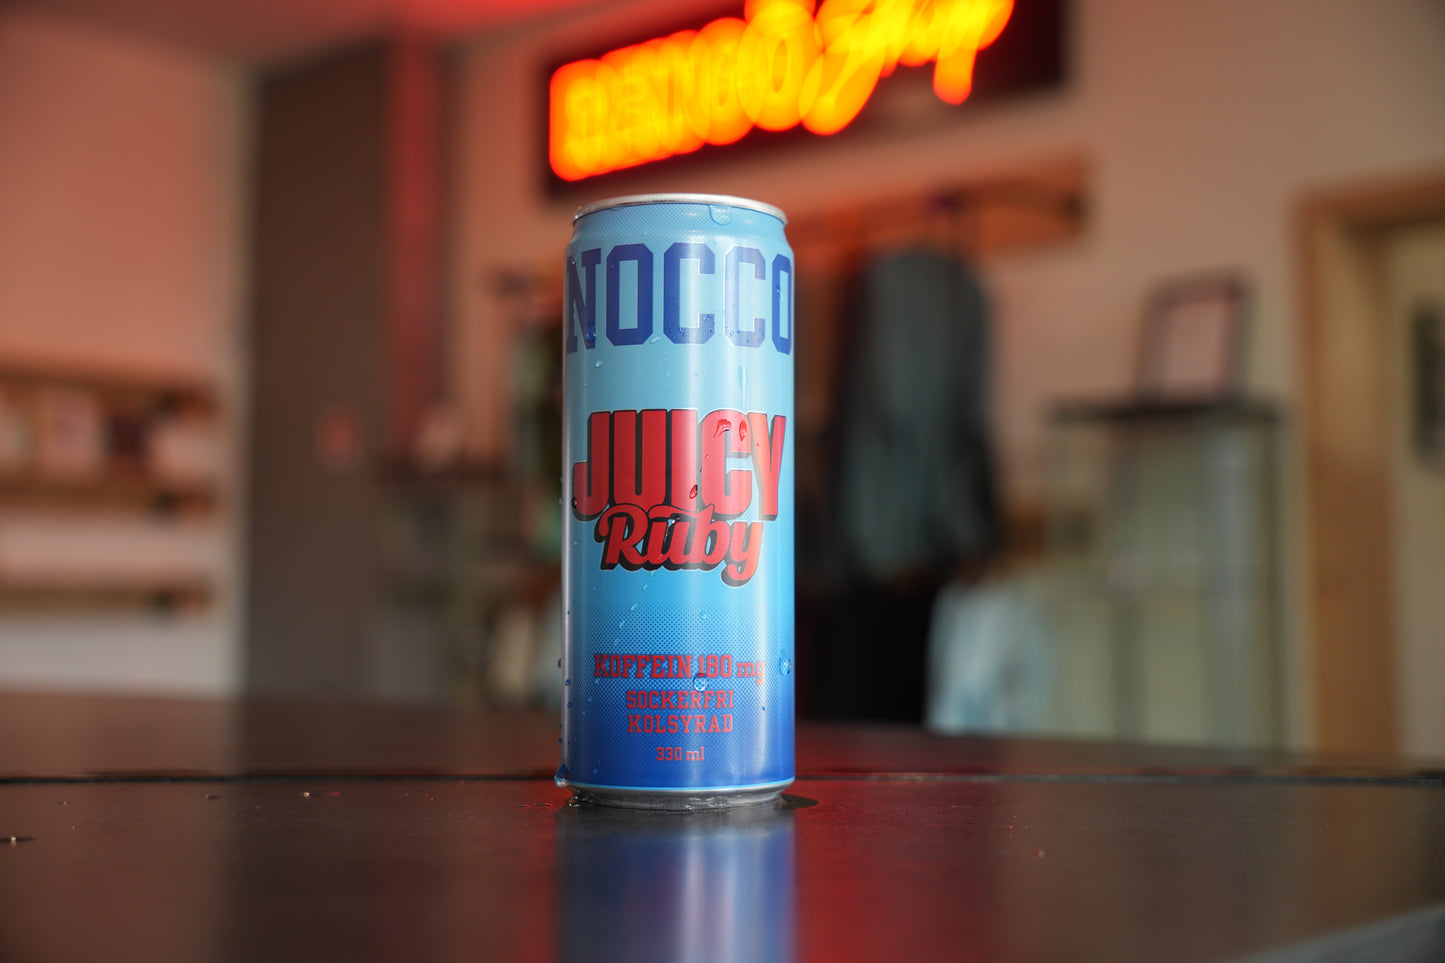 NOCCO
JUICY
Ruby
KOFFEIN 180 mg
SOCKERFRI
KOLSYRAD
330 ml